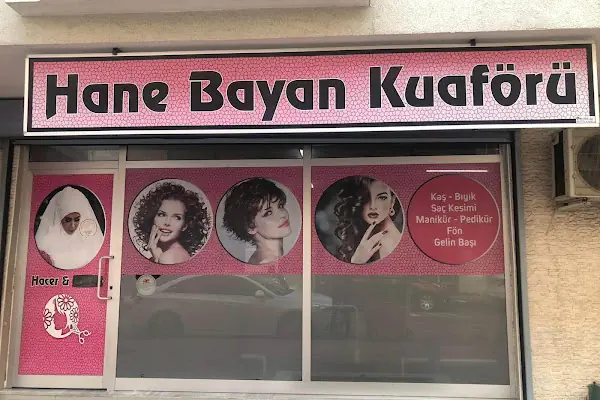 Hane Bayan Kuaförü
Kaş - Bıyık
Saç Kesimi
Manikür - Pedikür
Fön
Gelin Başı
Hacer &